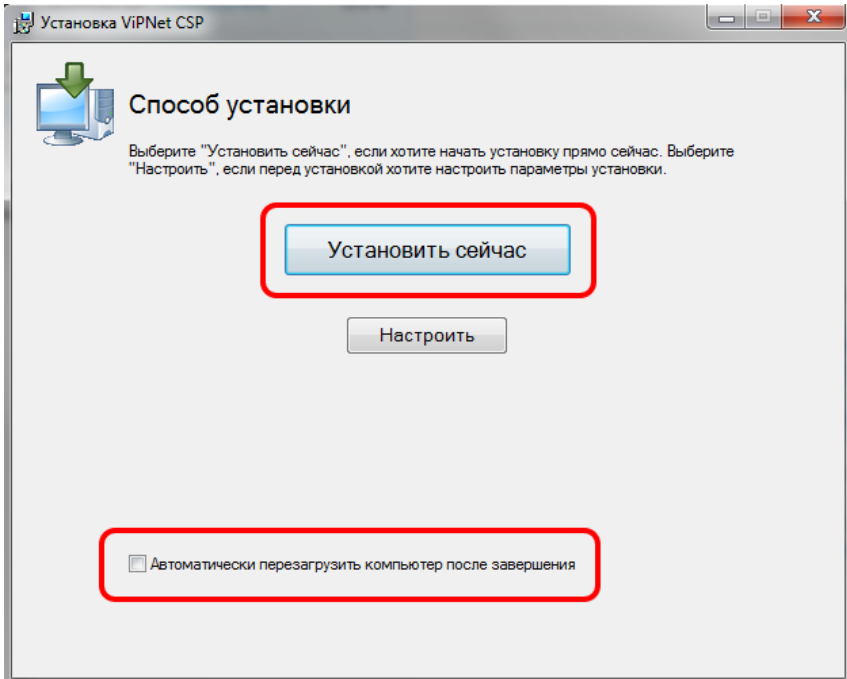 Установка ViPNet CSP
Способ установки
Выберите "Установить сейчас", если хотите начать установку прямо сейчас. Выберите
"Настроить", если перед установкой хотите настроить параметры установки.
Установить сейчас
Настроить
Автоматически перезагрузить компьютер после завершения